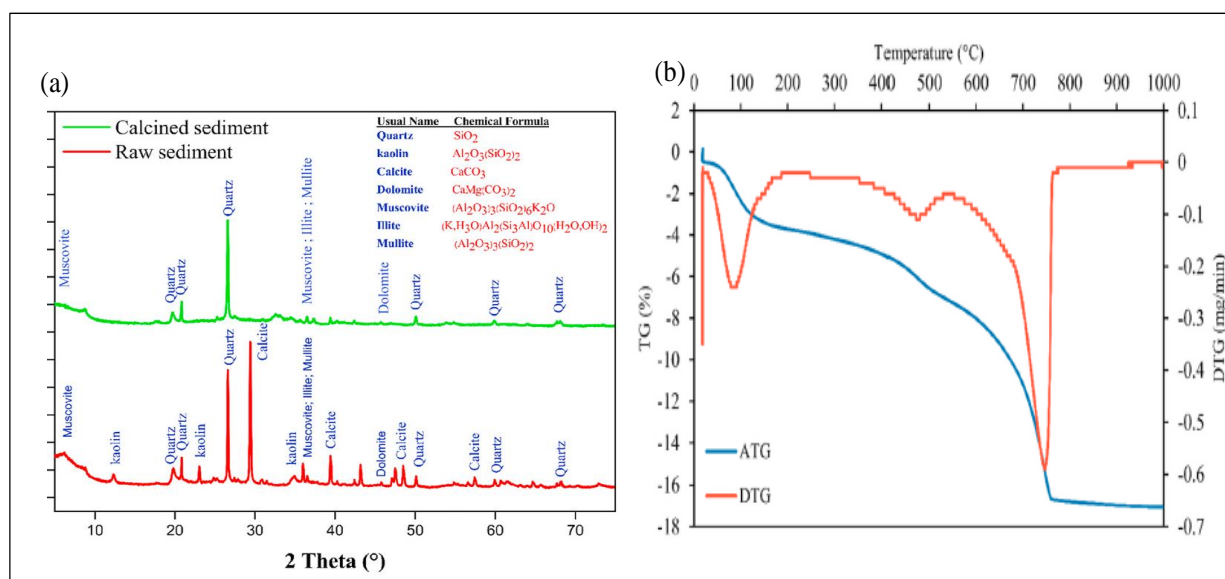 (a)
Calcined sediment
Raw sediment
Usual Name Chemical Formula
Quartz SiO2
kaolin Al2O3(SiO2)2
Calcite CaCO3
Dolomite CaMg(CO3)2
Muscovite (Al2O3)3(SiO2)6K2O
Illite (K,H3O)Al2(Si3Al)O10(H2O,OH)2
Mullite (Al2O3)3(SiO2)2
Muscovite
Quartz
Quartz
Quartz
Muscovite ; Illite ; Mullite
Dolomite
Quartz
Quartz
Quartz
Muscovite
kaolin
Quartz
Quartz
kaolin
Quartz
Calcite
kaolin
Muscovite; Illite; Mullite
Calcite
Dolomite
Calcite
Quartz
Calcite
Quartz
Quartz
10 20 30 40 50 60 70
2 Theta (°)
(b)
Temperature (°C)
0 100 200 300 400 500 600 700 800 900 1000
2
0
-2
-4
-6
-8
-10
-12
-14
-16
-18
TG (%)
ATG
DTG
0.1
0
-0.1
-0.2
-0.3
-0.4
-0.5
-0.6
-0.7
DTG (mg/min)